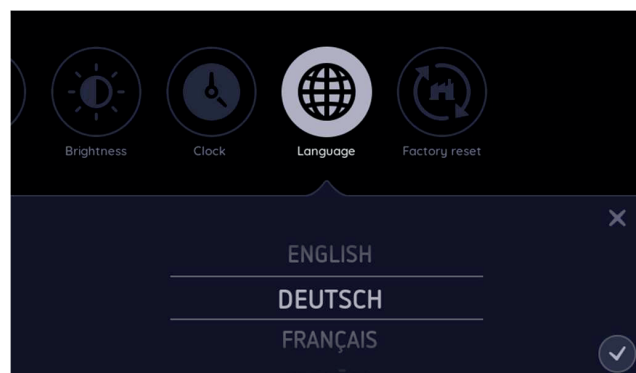 Brightness Clock Language Factory reset
ENGLISH
DEUTSCH
FRANÇAIS